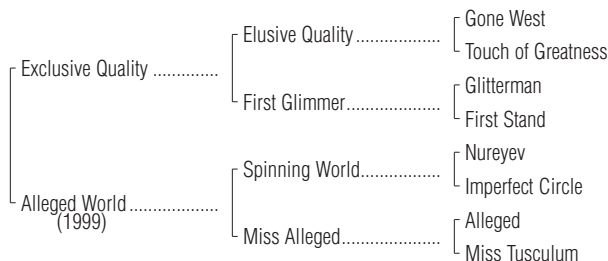 Gone West
Elusive Quality ..................
Touch of Greatness
Exclusive Quality .............
Glitterman
First Glimmer....................
First Stand
Nureyev
Spinning World.................
Imperfect Circle
Alleged World ..................
(1999)
Alleged
Miss Alleged.....................
Miss Tusculum